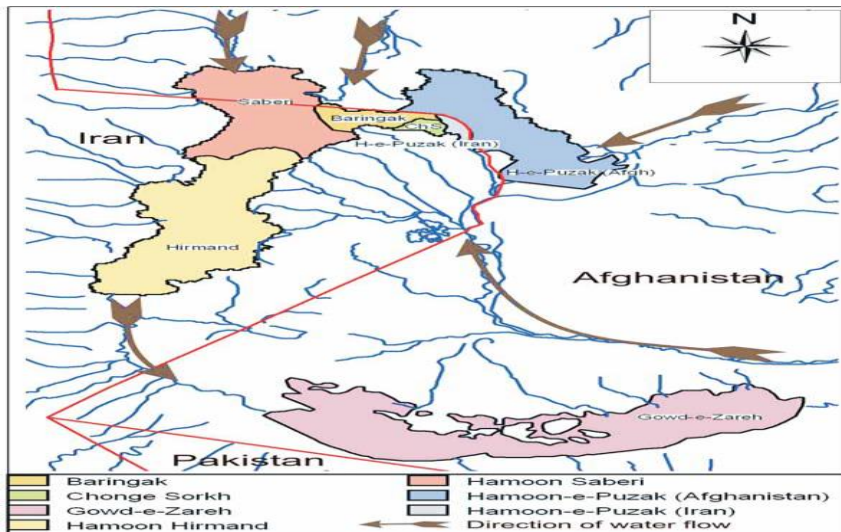 N
Saberi
Baringak
ChS
Iran
H-e-Puzak (Iran)
H-e-Puzak (Afgh)
Hirmand
Afghanistan
Gowd-e-Zareh
Pakistan
Baringak
Chonge Sorkh
Gowd-e-Zareh
Hamoon Hirmand
Hamoon Saberi
Hamoon-e-Puzak (Afghanistan)
Hamoon-e-Puzak (Iran)
Direction of water flow